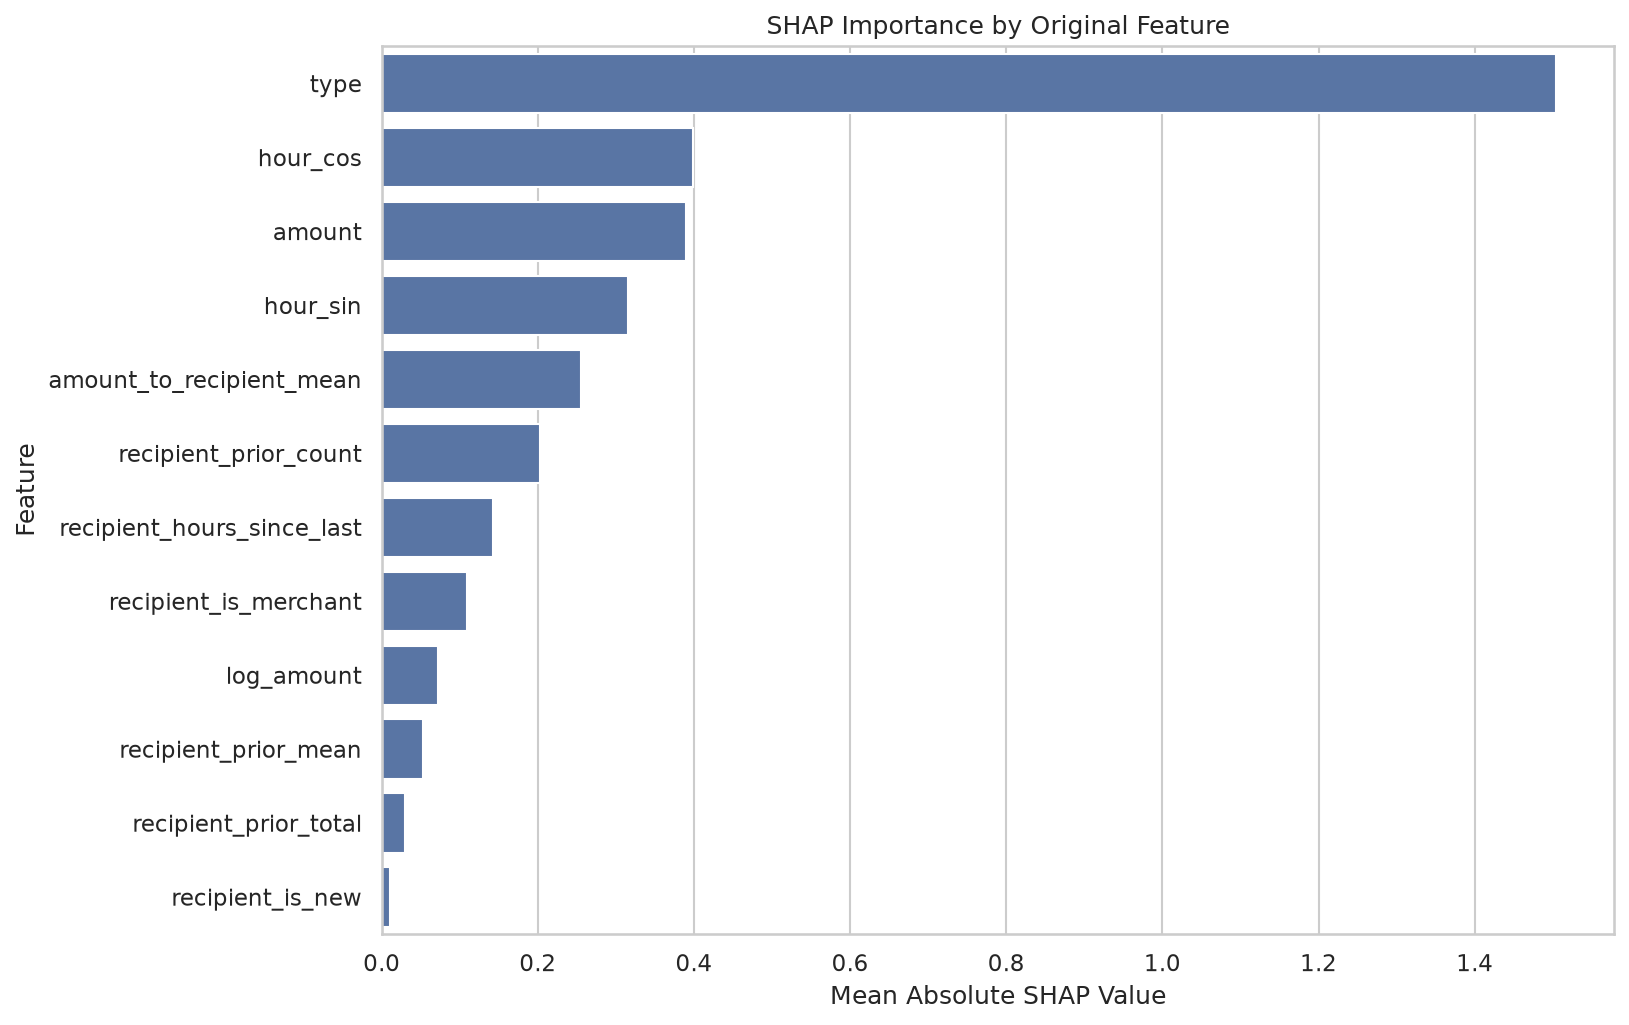 SHAP Importance by Original Feature
type
hour_cos
amount
hour_sin
amount_to_recipient_mean
recipient_prior_count
recipient_hours_since_last
recipient_is_merchant
log_amount
recipient_prior_mean
recipient_prior_total
recipient_is_new
Feature
0.0 0.2 0.4 0.6 0.8 1.0 1.2 1.4
Mean Absolute SHAP Value